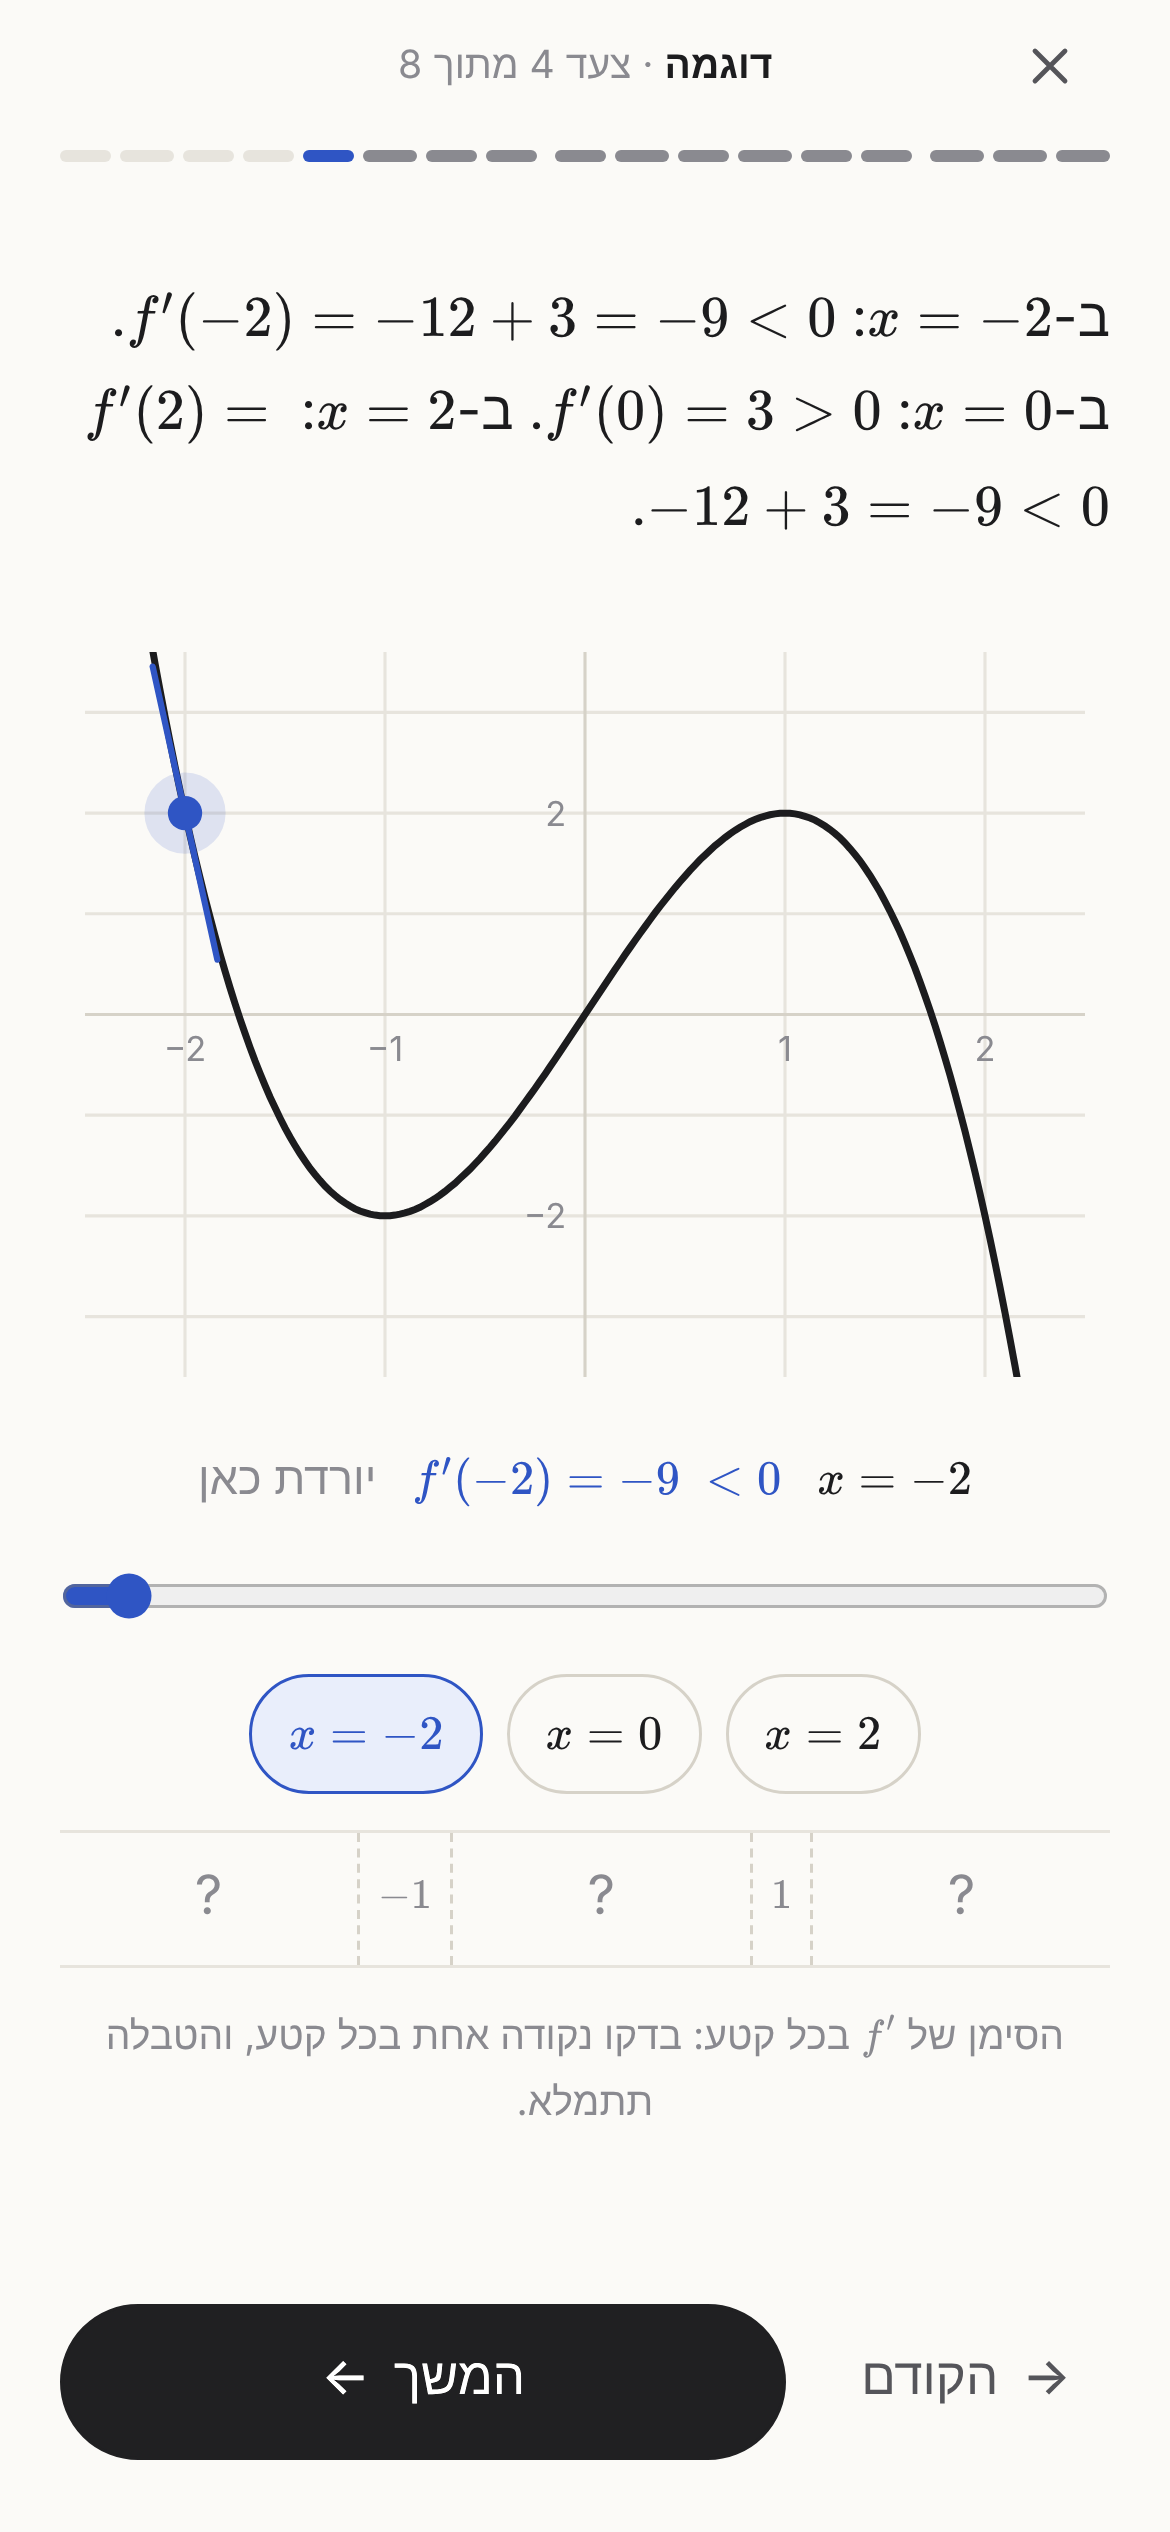 דוגמה · צעד 4 מתוך 8
ב-x = −2: f′(−2) = −12 + 3 = −9 < 0.
ב-x = 0: f′(0) = 3 > 0. ב-x = 2: f′(2) =
−12 + 3 = −9 < 0.
2
−2 −1 1 2
−2
x = −2 f′(−2) = −9 < 0 יורדת כאן
x = −2 x = 0 x = 2
? −1 ? 1 ?
הסימן של f′ בכל קטע: בדקו נקודה אחת בכל קטע, והטבלה
תתמלא.
→ הקודם
המשך ←